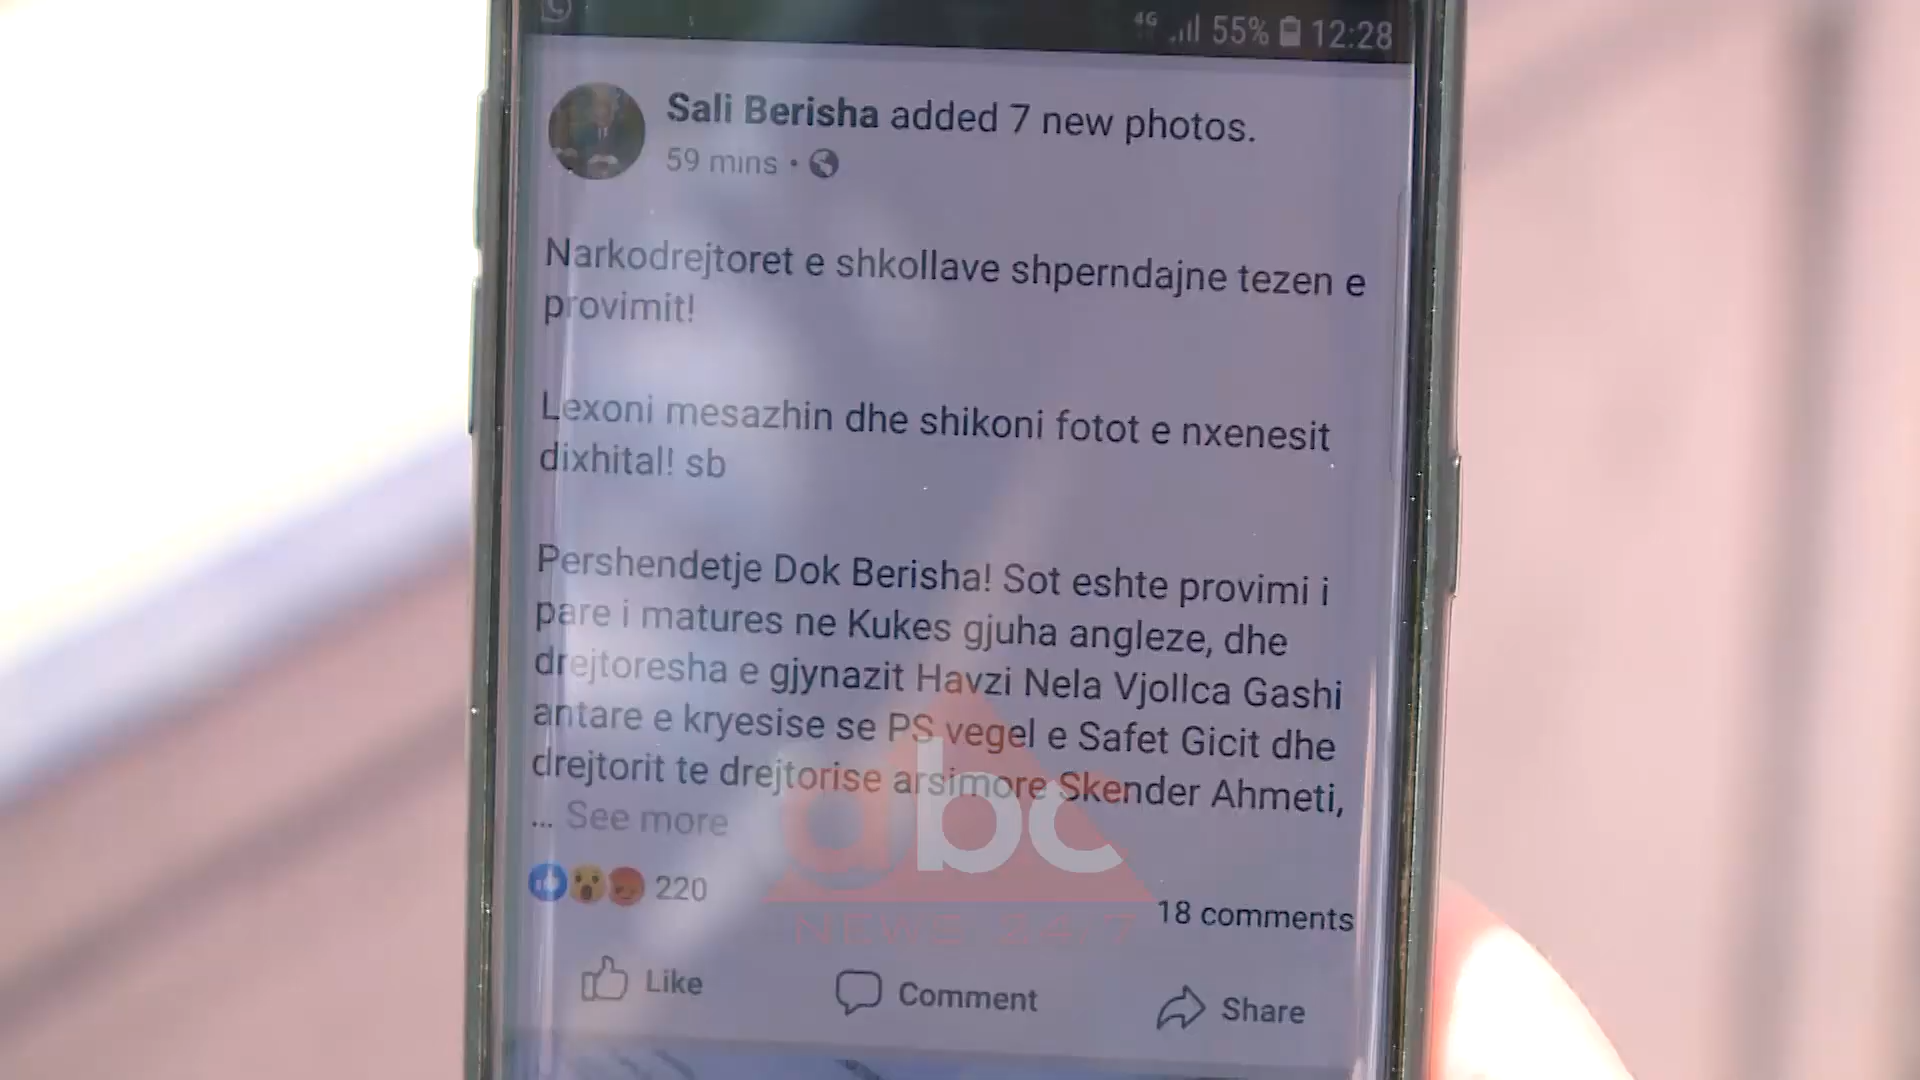 4G 55% 12:28
Sali Berisha added 7 new photos.
59 mins
Narkodrejtoret e shkollave shperndajne tezen e
provimit!
Lexoni mesazhin dhe shikoni fotot e nxenesit
dixhital! sb
Pershendetje Dok Berisha! Sot eshte provimi i
pare i matures ne Kukes gjuha angleze, dhe
drejtoresha e gjynazit Havzi Nela Vjollca Gashi
antare e kryesise se PS vegel e Safet Gicit dhe
drejtorit te drejtorise arsimore Skender Ahmeti,
... See more
220
18 comments
Like Comment Share
abc
NEWS 24/7